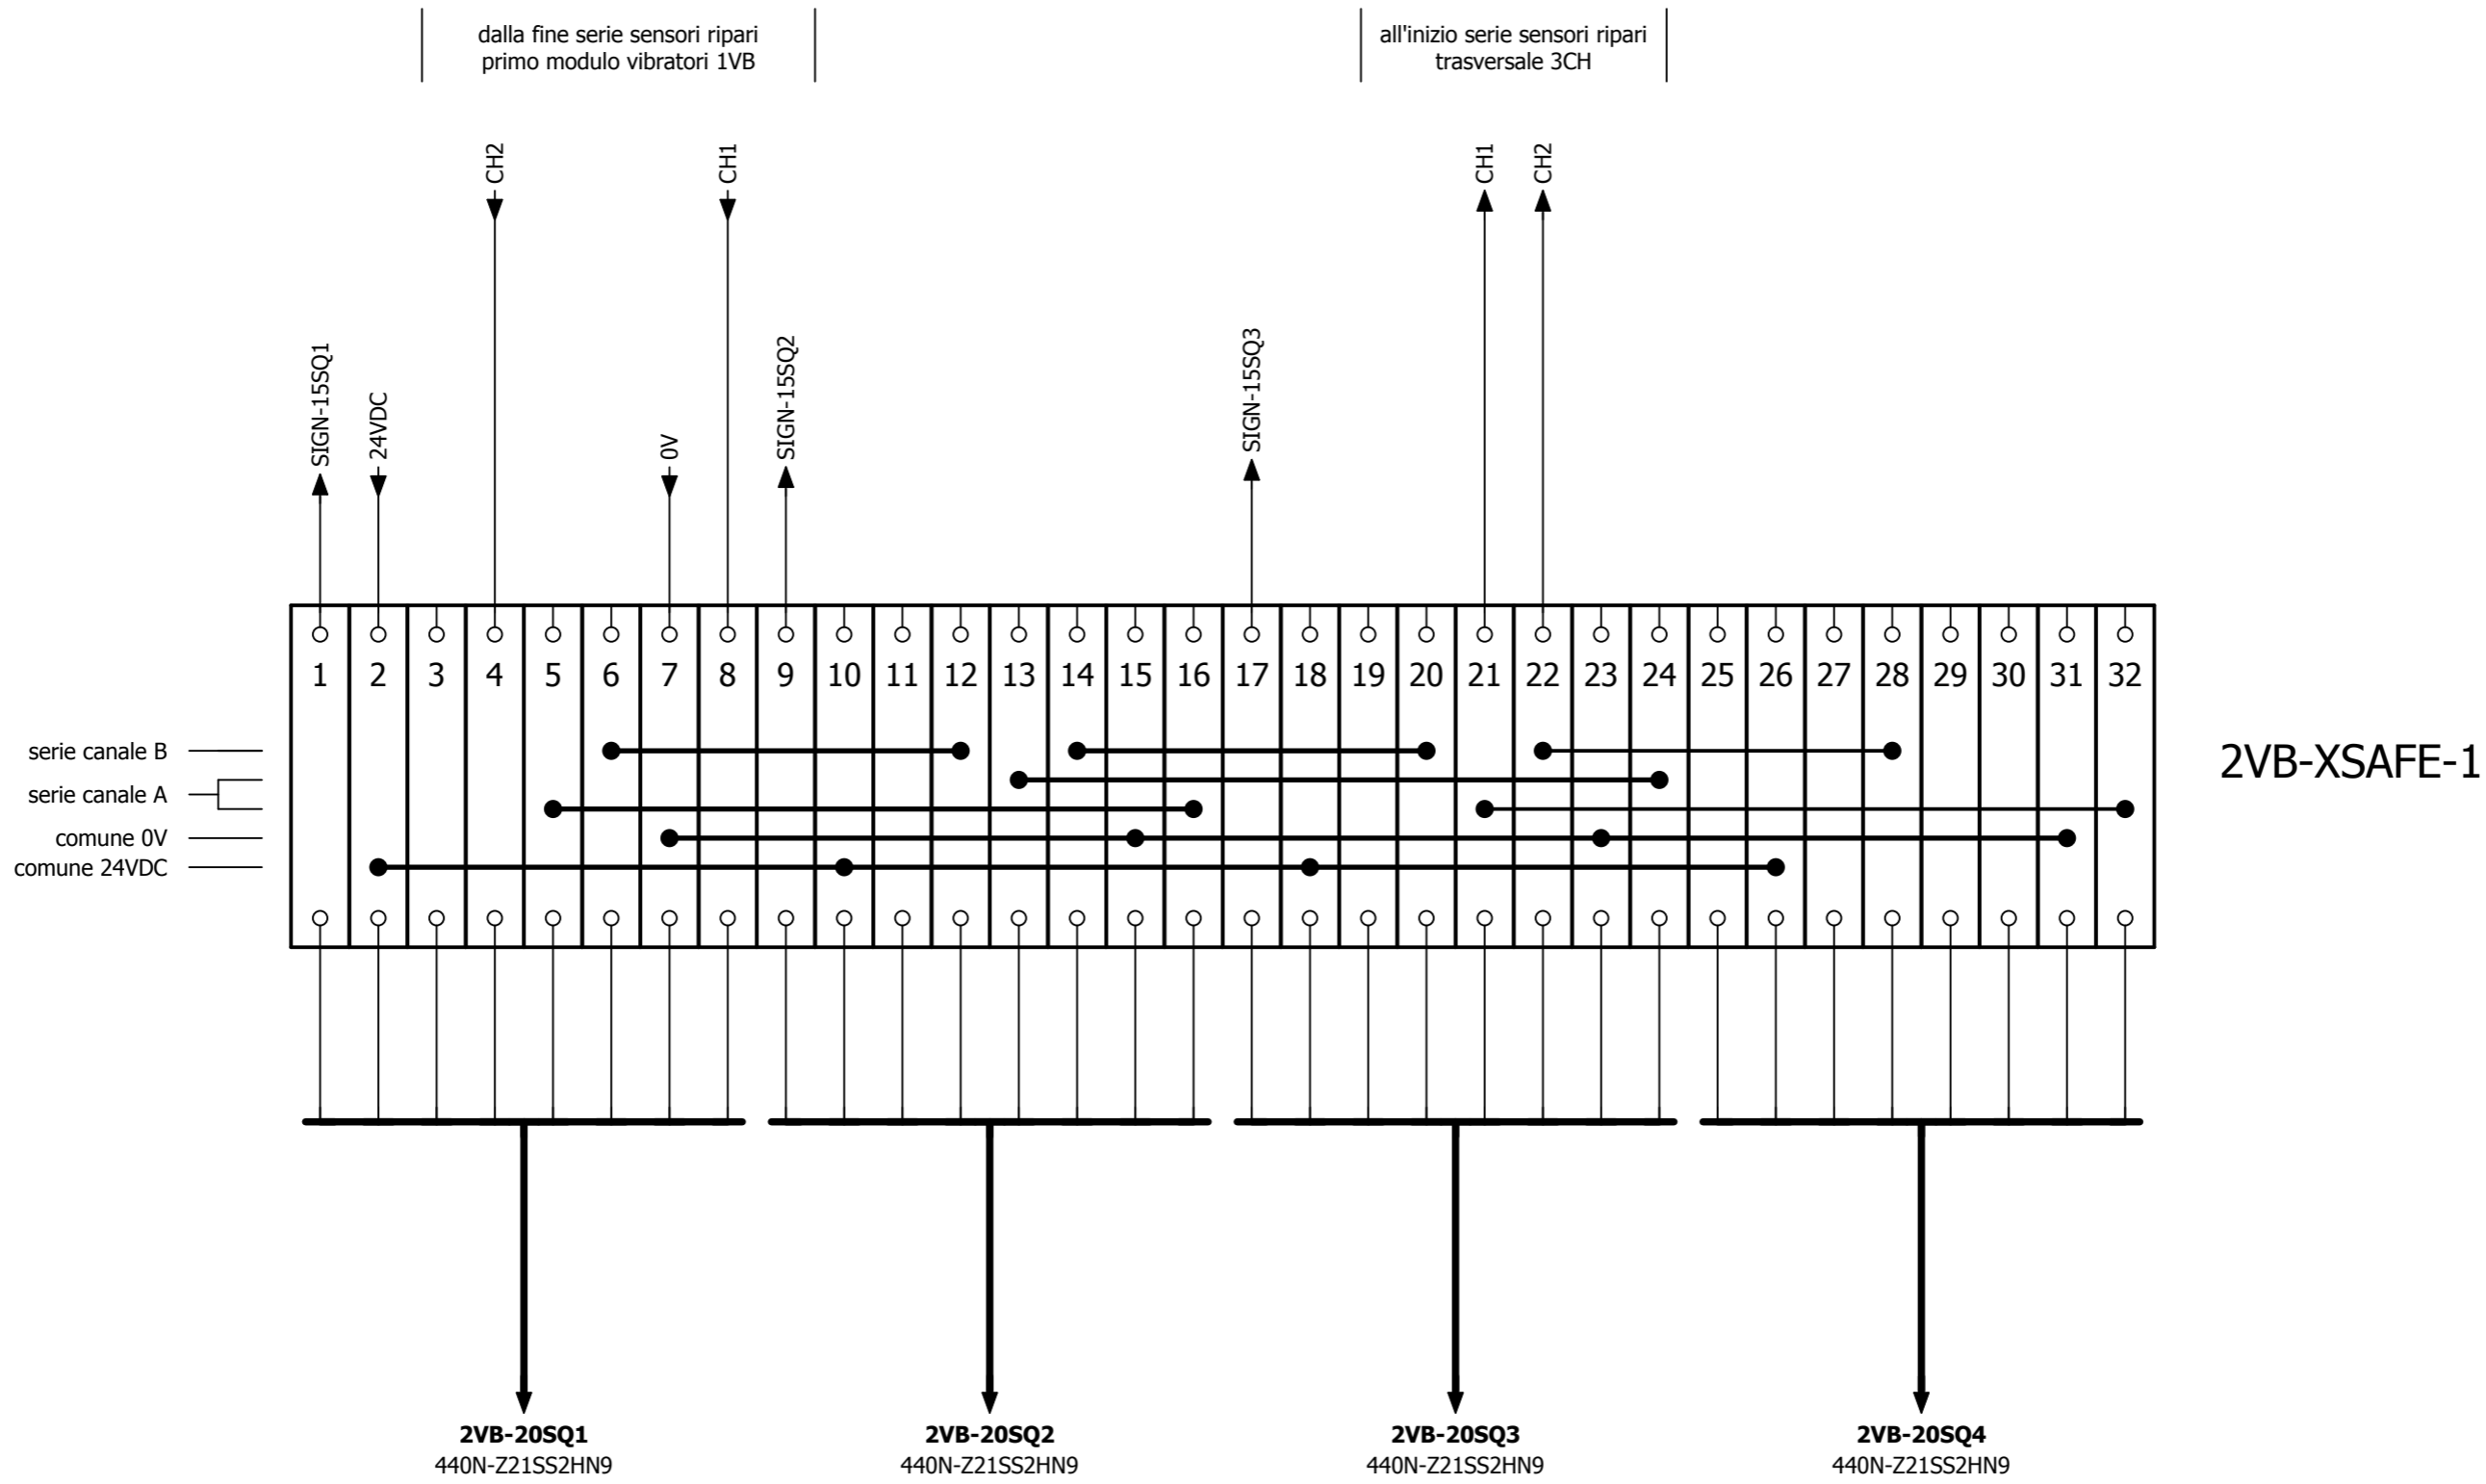 dalla fine serie sensori ripari
primo modulo vibratori 1VB
all'inizio serie sensori ripari
trasversale 3CH
CH2
CH1
CH1
CH2
SIGN-15SQ1
24VDC
0V
SIGN-15SQ2
SIGN-15SQ3
1 2 3 4 5 6 7 8 9 10 11 12 13 14 15 16 17 18 19 20 21 22 23 24 25 26 27 28 29 30 31 32
serie canale B
serie canale A
comune 0V
comune 24VDC
2VB-XSAFE-1
2VB-20SQ1
440N-Z21SS2HN9
2VB-20SQ2
440N-Z21SS2HN9
2VB-20SQ3
440N-Z21SS2HN9
2VB-20SQ4
440N-Z21SS2HN9